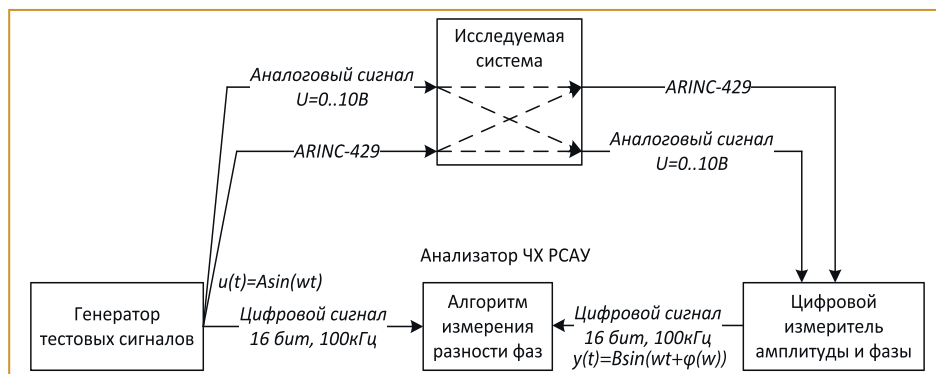 Исследуемая
система
Аналоговый сигнал
U=0..10В
ARINC-429
ARINC-429
Аналоговый сигнал
U=0..10В
Анализатор ЧХ РСАУ
u(t)=Asin(wt)
Генератор
тестовых сигналов
Цифровой сигнал
16 бит, 100кГц
Алгоритм
измерения
разности фаз
Цифровой сигнал
16 бит, 100кГц
y(t)=Bsin(wt+φ(w))
Цифровой
измеритель
амплитуды и фазы